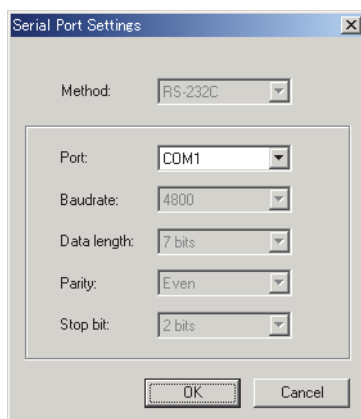 Serial Port Settings
Method: RS-232C
Port: COM1
Baudrate: 4800
Data length: 7 bits
Parity: Even
Stop bit: 2 bits
OK Cancel